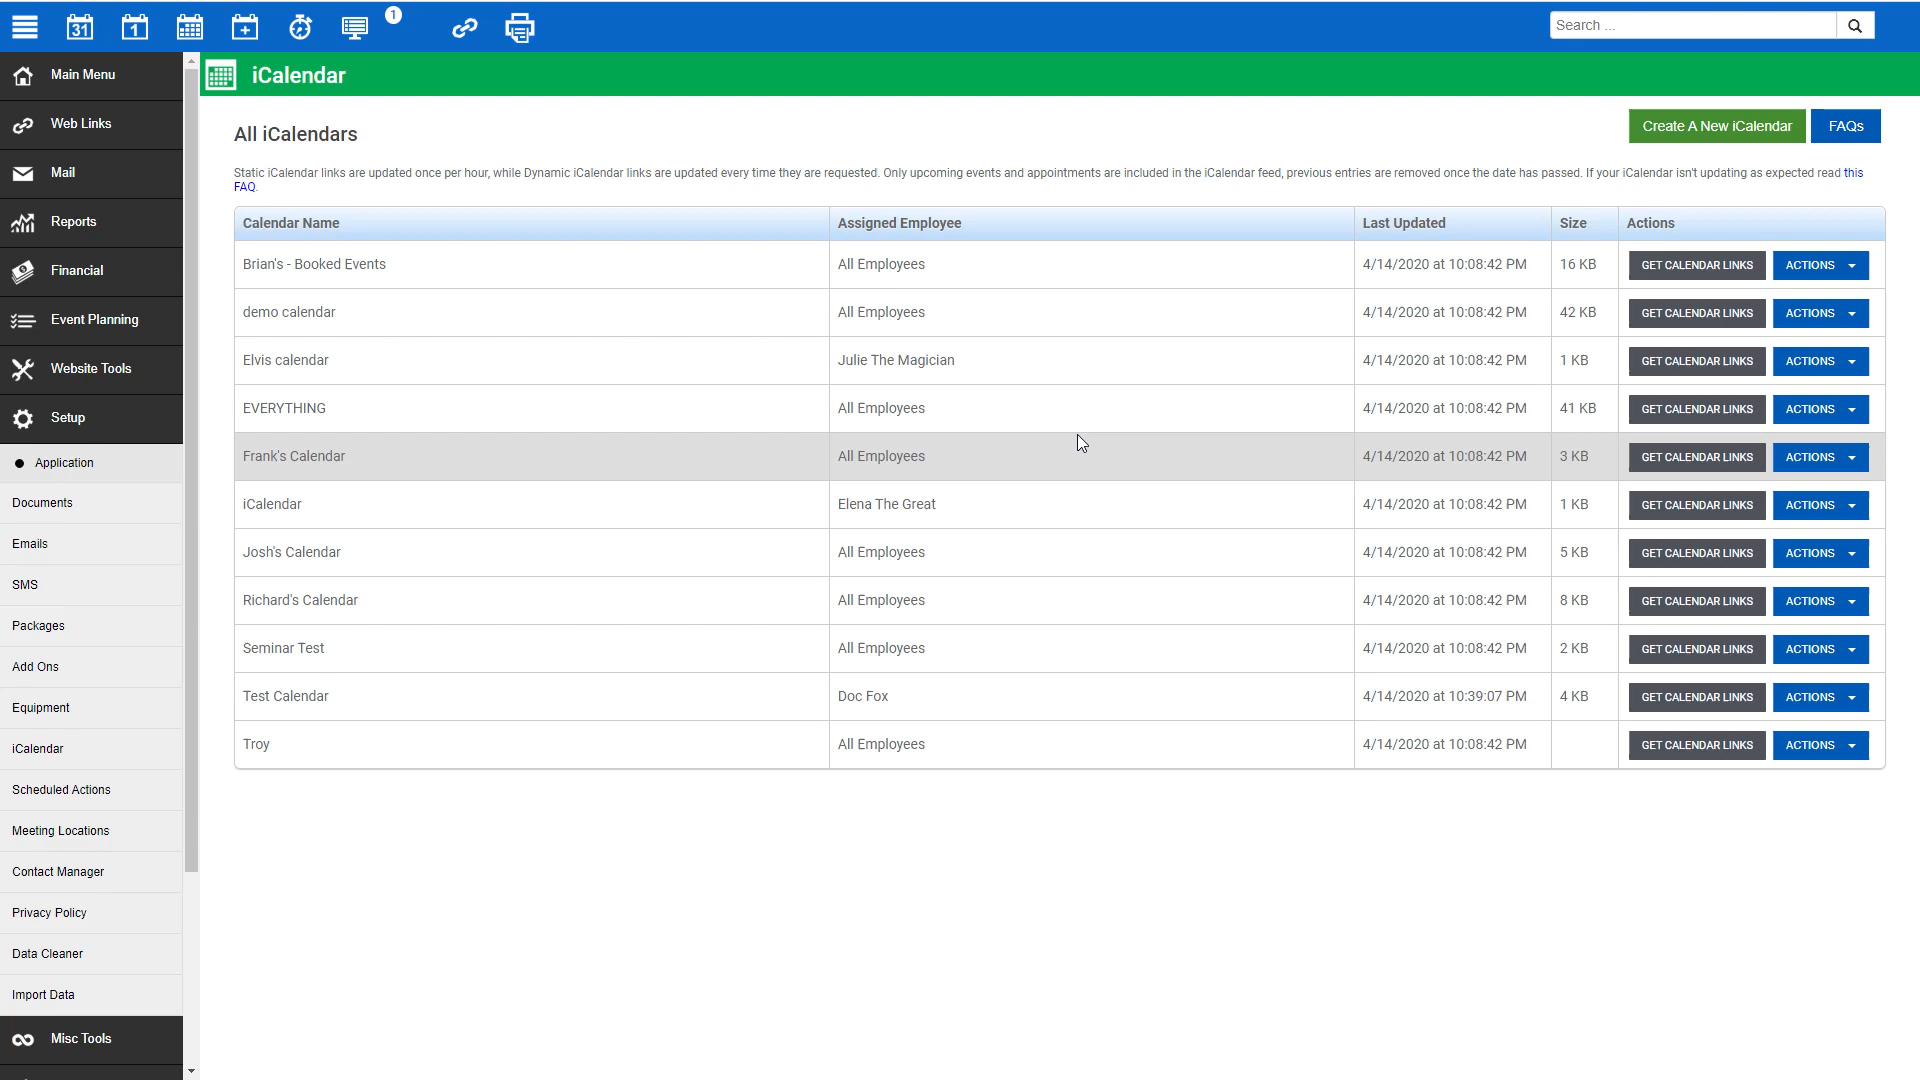 31
1
1
Search ...
Main Menu
Web Links
Mail
Reports
Financial
Event Planning
Website Tools
Setup
Application
Documents
Emails
SMS
Packages
Add Ons
Equipment
iCalendar
Scheduled Actions
Meeting Locations
Contact Manager
Privacy Policy
Data Cleaner
Import Data
Misc Tools
iCalendar
All iCalendars
Create A New iCalendar FAQs
Static iCalendar links are updated once per hour, while Dynamic iCalendar links are updated every time they are requested. Only upcoming events and appointments are included in the iCalendar feed, previous entries are removed once the date has passed. If your iCalendar isn't updating as expected read this
FAQ.
Calendar Name Assigned Employee Last Updated Size Actions
Brian's - Booked Events All Employees 4/14/2020 at 10:08:42 PM 16 KB GET CALENDAR LINKS ACTIONS
demo calendar All Employees 4/14/2020 at 10:08:42 PM 42 KB GET CALENDAR LINKS ACTIONS
Elvis calendar Julie The Magician 4/14/2020 at 10:08:42 PM 1 KB GET CALENDAR LINKS ACTIONS
EVERYTHING All Employees 4/14/2020 at 10:08:42 PM 41 KB GET CALENDAR LINKS ACTIONS
Frank's Calendar All Employees 4/14/2020 at 10:08:42 PM 3 KB GET CALENDAR LINKS ACTIONS
iCalendar Elena The Great 4/14/2020 at 10:08:42 PM 1 KB GET CALENDAR LINKS ACTIONS
Josh's Calendar All Employees 4/14/2020 at 10:08:42 PM 5 KB GET CALENDAR LINKS ACTIONS
Richard's Calendar All Employees 4/14/2020 at 10:08:42 PM 8 KB GET CALENDAR LINKS ACTIONS
Seminar Test All Employees 4/14/2020 at 10:08:42 PM 2 KB GET CALENDAR LINKS ACTIONS
Test Calendar Doc Fox 4/14/2020 at 10:39:07 PM 4 KB GET CALENDAR LINKS ACTIONS
Troy All Employees 4/14/2020 at 10:08:42 PM GET CALENDAR LINKS ACTIONS